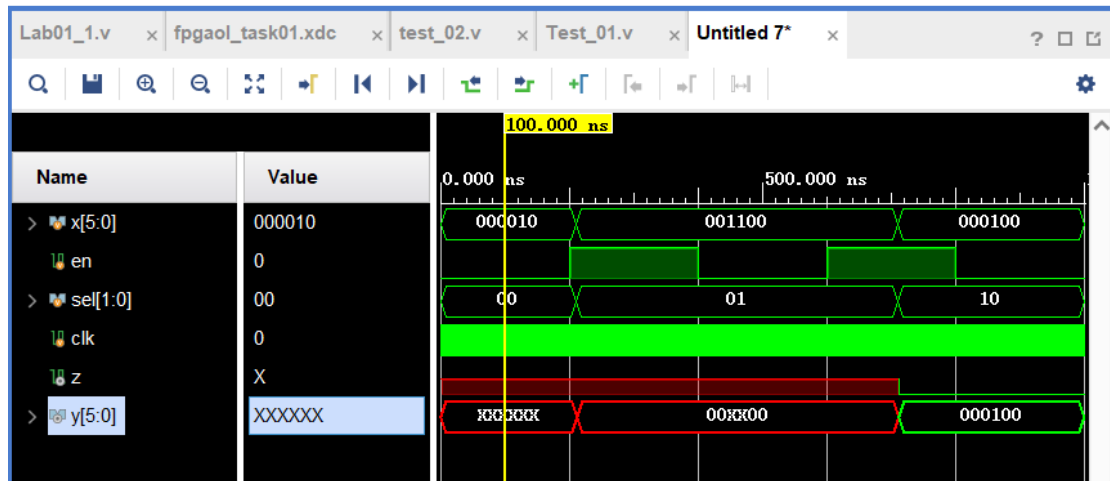 Lab01_1.v × fpgaol_task01.xdc × test_02.v × Test_01.v × Untitled 7* × ?
100.000 ns
Name Value 0.000 ns 500.000 ns
x[5:0] 000010 000010 001100 000100
en 0
sel[1:0] 00 00 01 10
clk 0
z X
y[5:0] XXXXXX XXXXXX 00XX00 000100